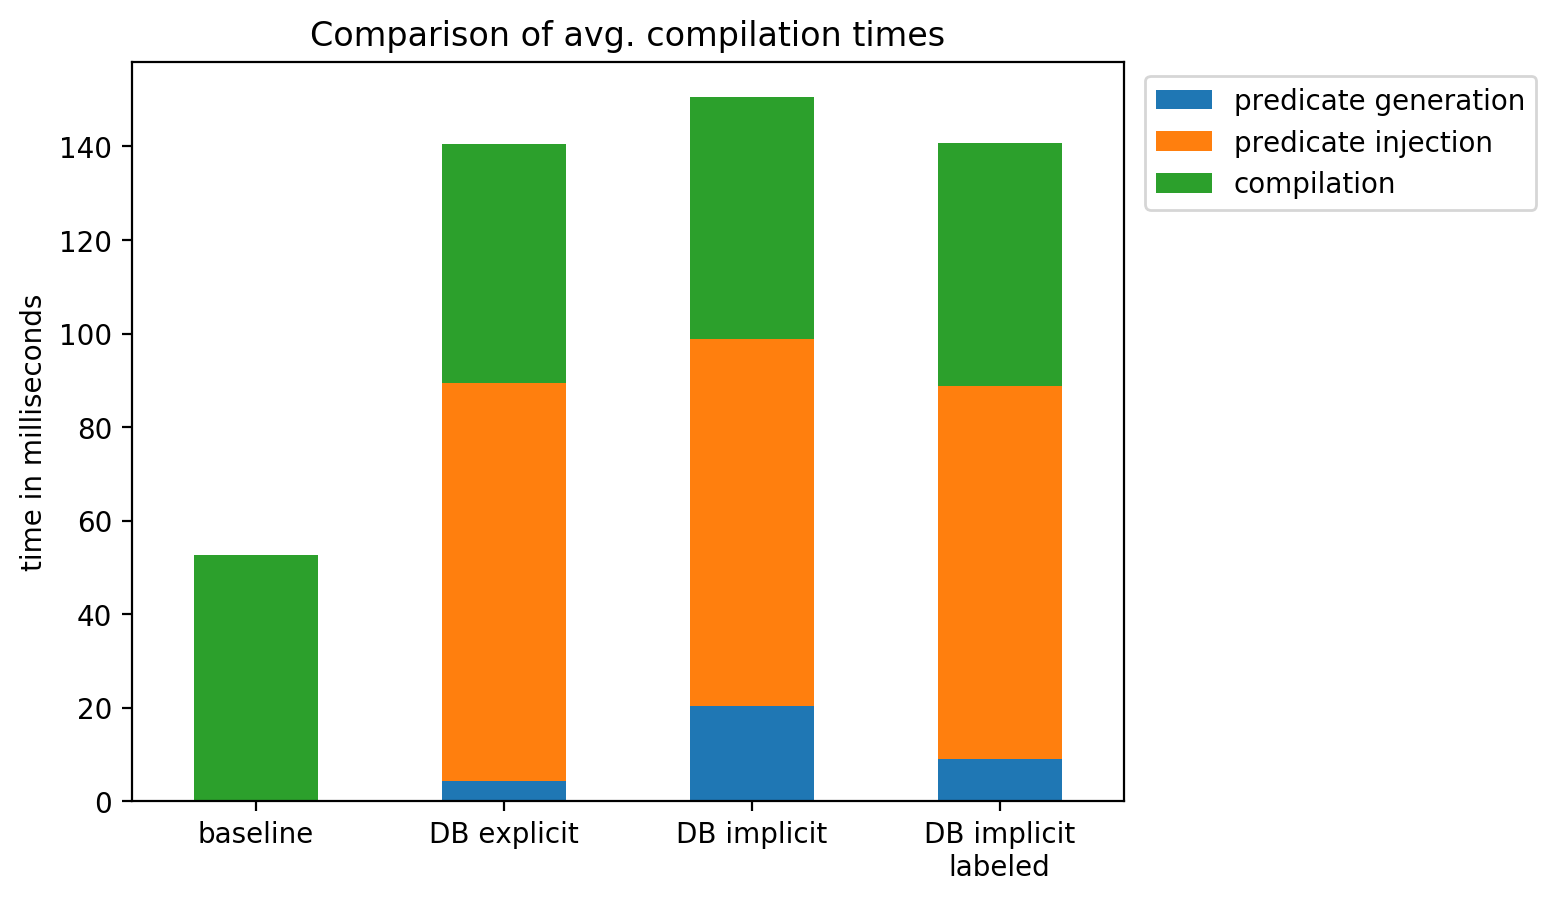 Comparison of avg. compilation times
time in milliseconds
140
120
100
80
60
40
20
0
baseline
DB explicit
DB implicit
DB implicit
labeled
predicate generation
predicate injection
compilation